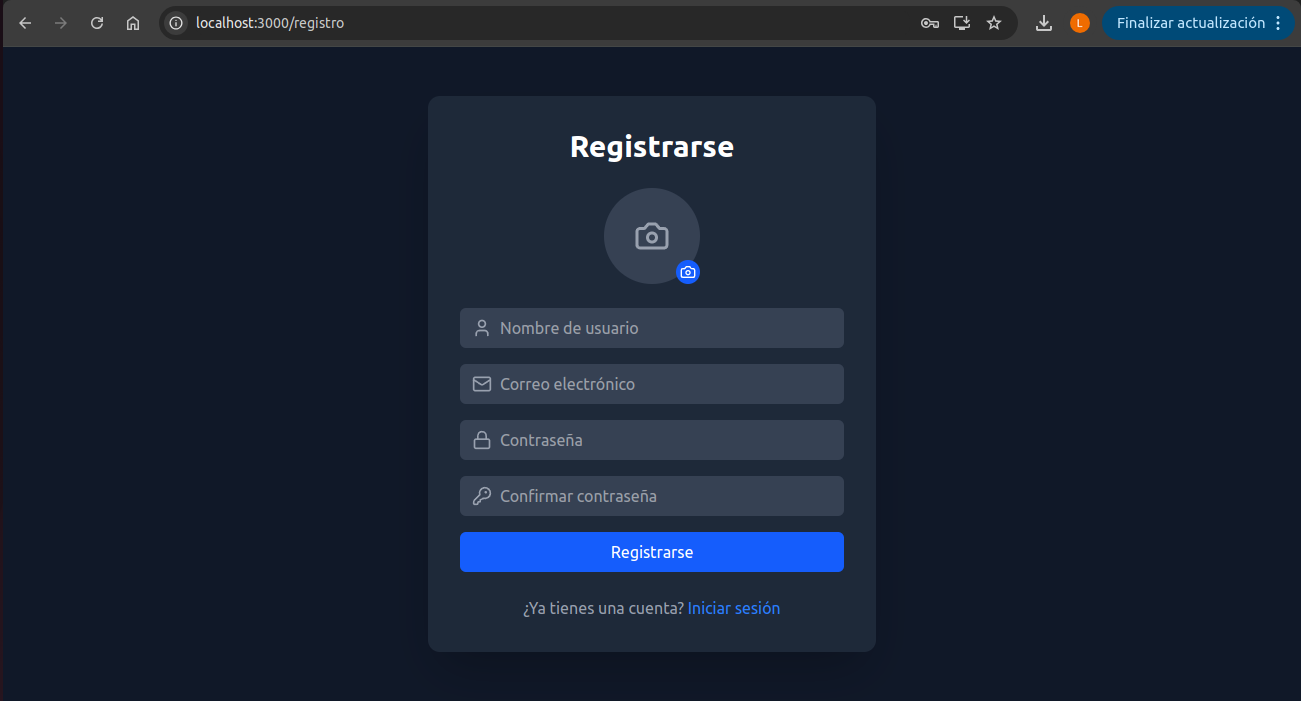 localhost:3000/registro
L
Finalizar actualización
Registrarse
Nombre de usuario
Correo electrónico
Contraseña
Confirmar contraseña
Registrarse
¿Ya tienes una cuenta? Iniciar sesión